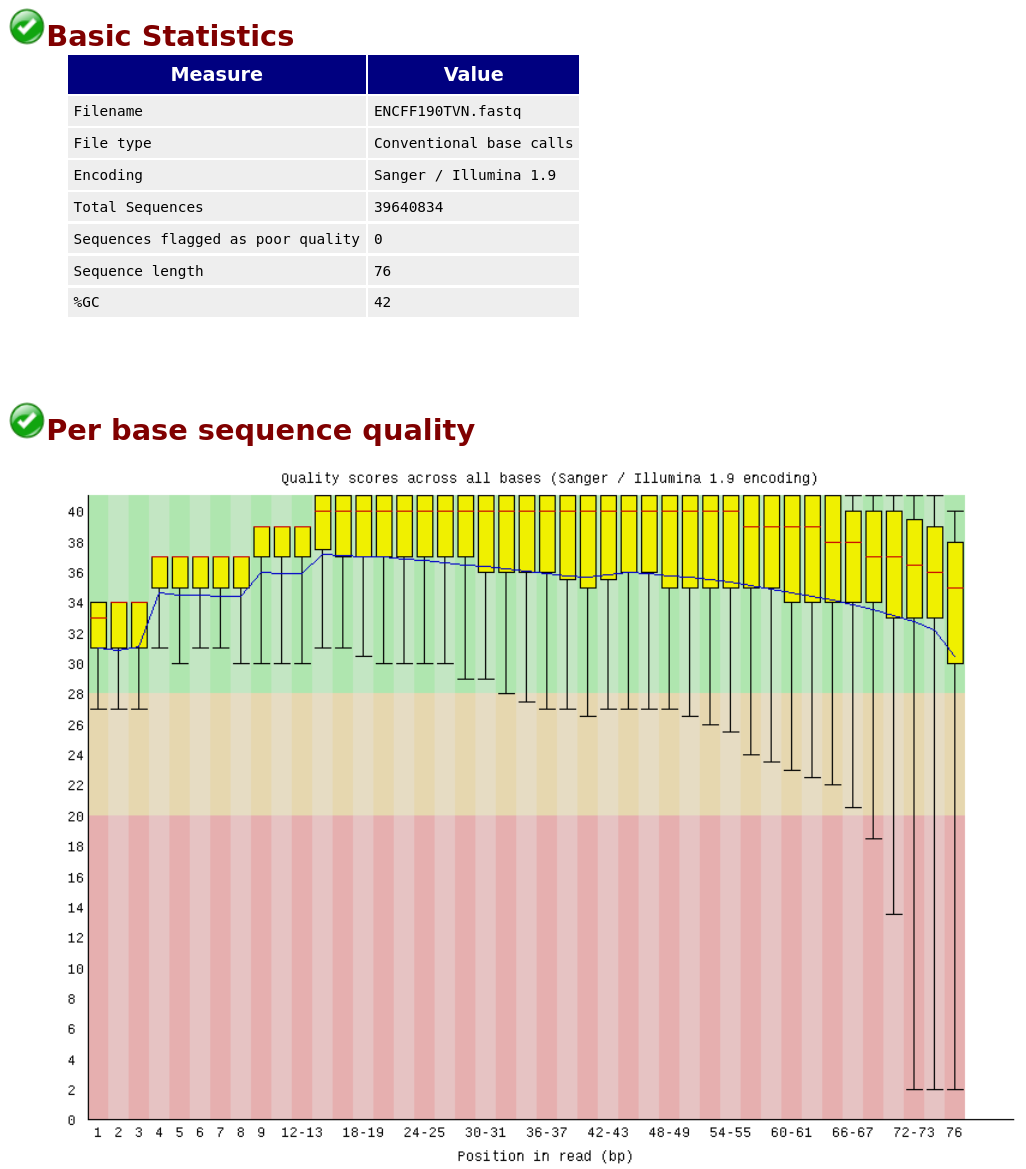 Basic Statistics
Measure Value
Filename ENCFF190TVN.fastq
File type Conventional base calls
Encoding Sanger / Illumina 1.9
Total Sequences 39640834
Sequences flagged as poor quality 0
Sequence length 76
%GC 42
Per base sequence quality
Quality scores across all bases (Sanger / Illumina 1.9 encoding)
40
38
36
34
32
30
28
26
24
22
20
18
16
14
12
10
8
6
4
2
0
1 2 3 4 5 6 7 8 9 12-13 18-19 24-25 30-31 36-37 42-43 48-49 54-55 60-61 66-67 72-73 76
Position in read (bp)